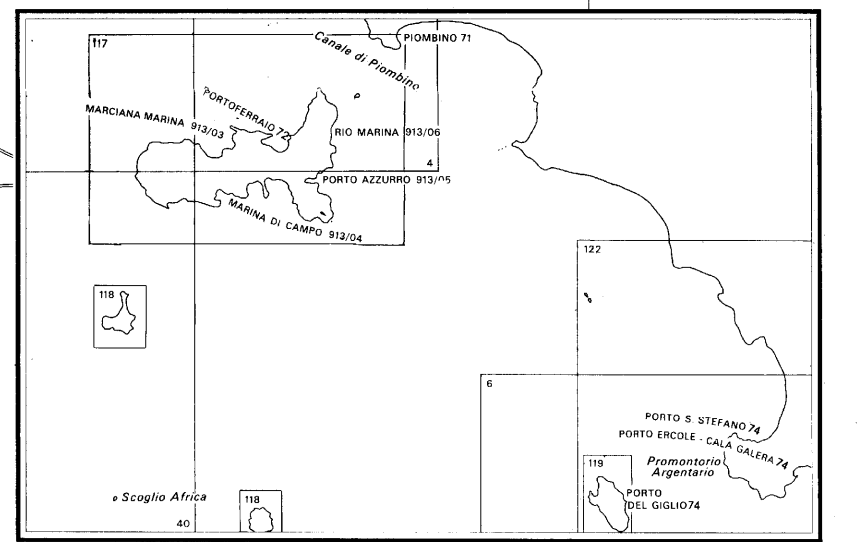 117
Canale di Piombino
PIOMBINO 71
PORTOFERRAIO 72
MARCIANA MARINA 913/03
RIO MARINA 913/06
4
PORTO AZZURRO 913/05
MARINA DI CAMPO 913/04
122
118
6
PORTO S. STEFANO 74
PORTO ERCOLE - CALA GALERA 74
119
Promontorio
Argentario
Scoglio Africa
118
PORTO
DEL GIGLIO 74
40